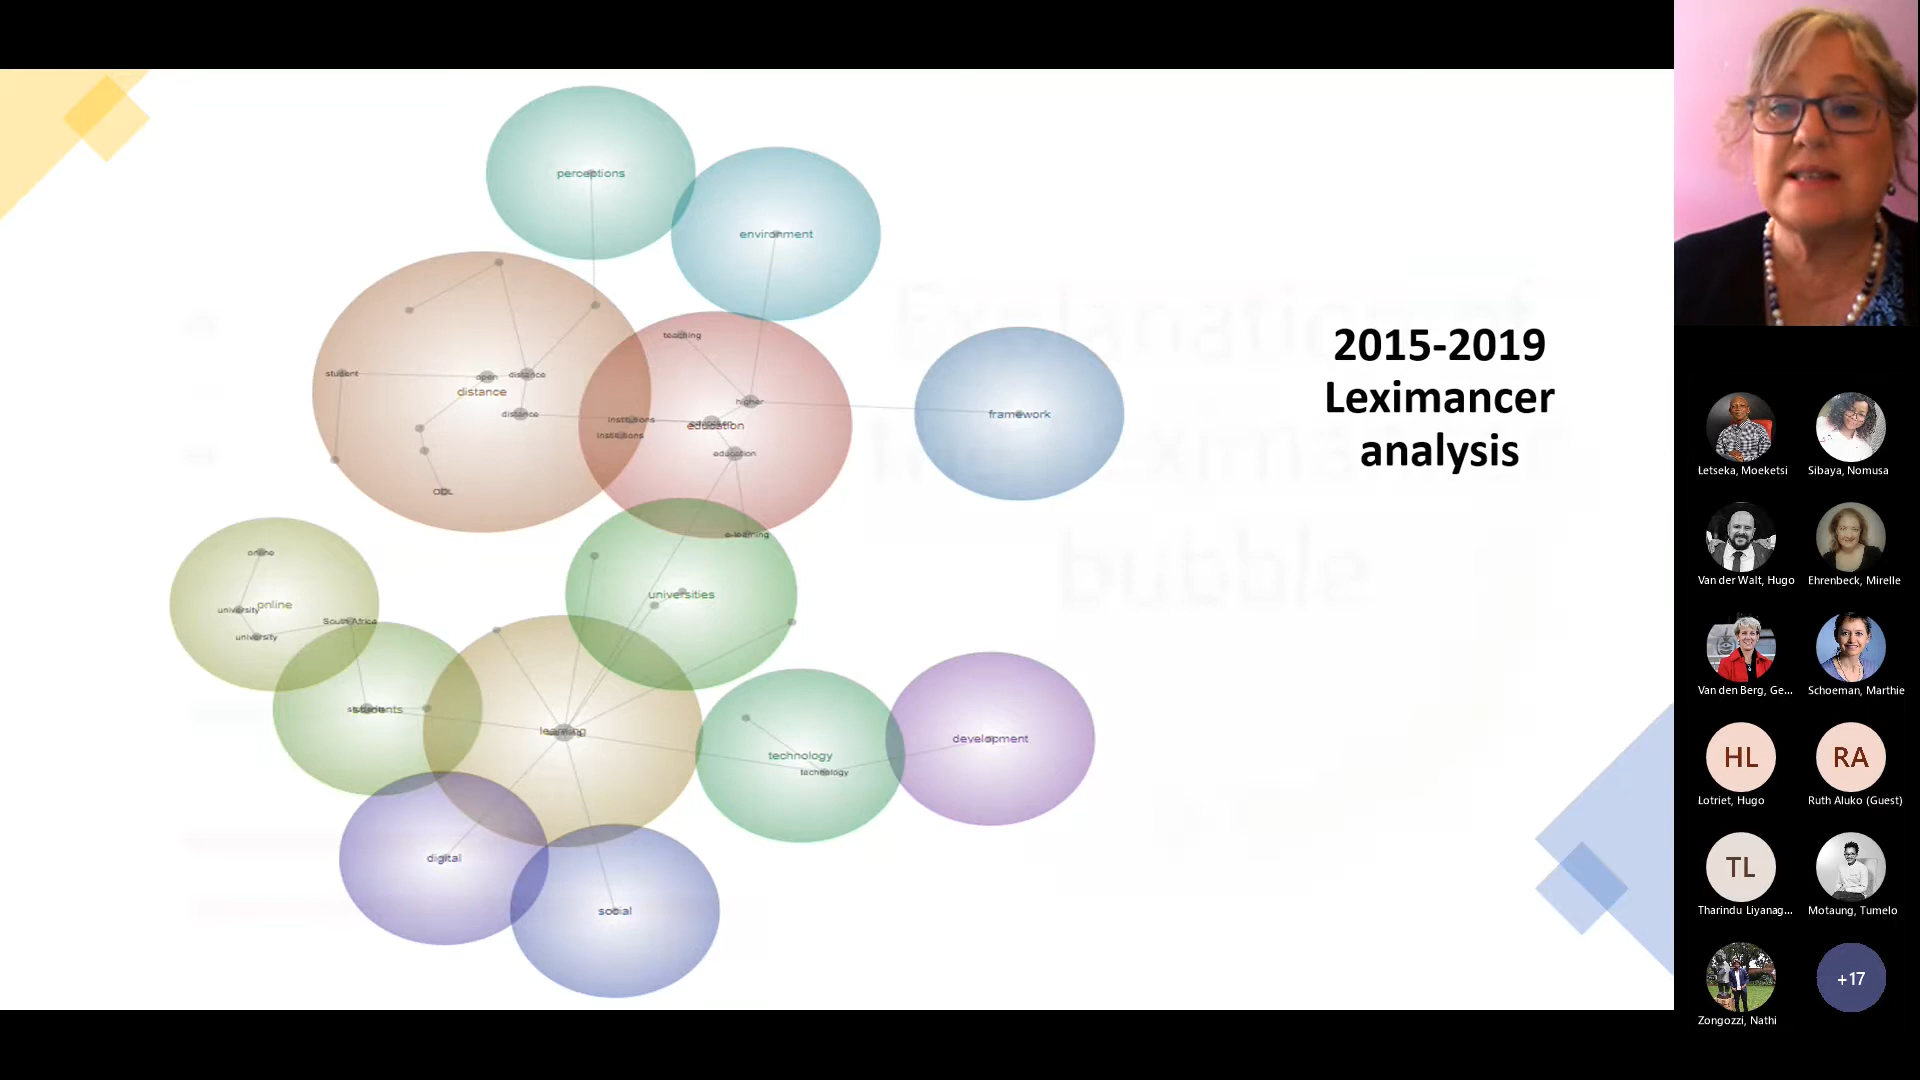 perceptions
environment
teaching
student
open
distance
distance
distance
higher
institutions
institutions
education
education
framework
ODL
e-learning
online
university
online
university
South Africa
universities
students
learning
technology
technology
development
digital
social
2015-2019
Leximancer
analysis
Letseka, Moeketsi
Sibaya, Nomusa
Van der Walt, Hugo
Ehrenbeck, Mirelle
Van den Berg, Ge...
Schoeman, Marthie
HL
RA
Lotriet, Hugo
Ruth Aluko (Guest)
TL
Tharindu Liyanag...
Motaung, Tumelo
+17
Zongozzi, Nathi